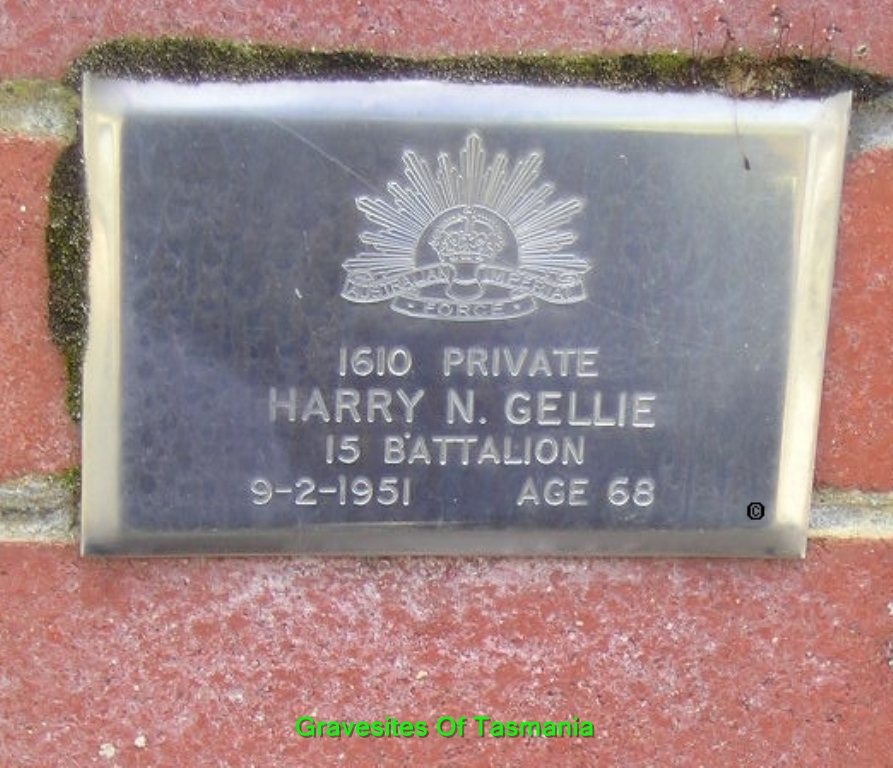 AUSTRALIAN IMPERIAL
FORCE
1610 PRIVATE
HARRY N. GELLIE
15 BATTALION
9-2-1951 AGE 68
©
Gravesites Of Tasmania